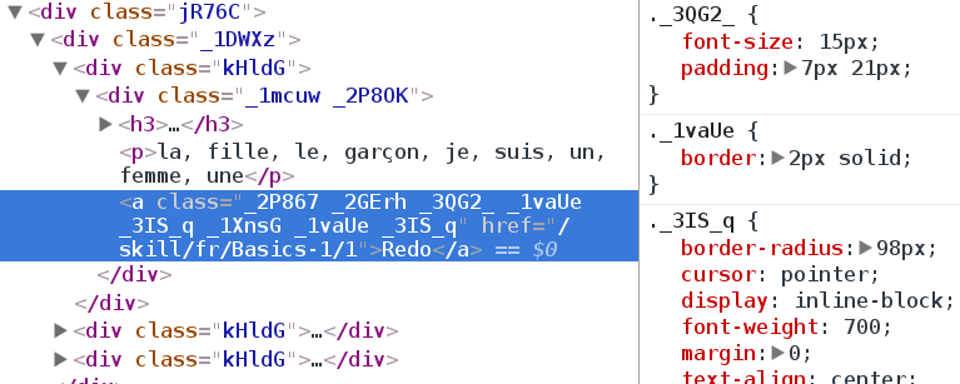 ▼<div class="jR76C">
▼<div class="_1DWXz">
▼<div class="kHldG">
▼<div class="_1mcuw _2P8OK">
▶<h3>…</h3>
<p>la, fille, le, garçon, je, suis, un,
femme, une</p>
<a class="_2P867 _2GErh _3QG2_ _1vaUe
_3IS_q _1XnsG _1vaUe _3IS_q" href="/
skill/fr/Basics-1/1">Redo</a> == $0
</div>
</div>
▶<div class="kHldG">…</div>
▶<div class="kHldG">…</div>
._3QG2_ {
font-size: 15px;
padding:▶7px 21px;
}
._1vaUe {
border:▶2px solid;
}
._3IS_q {
border-radius:▶98px;
cursor: pointer;
display: inline-block;
font-weight: 700;
margin:▶0;
text-align: center;